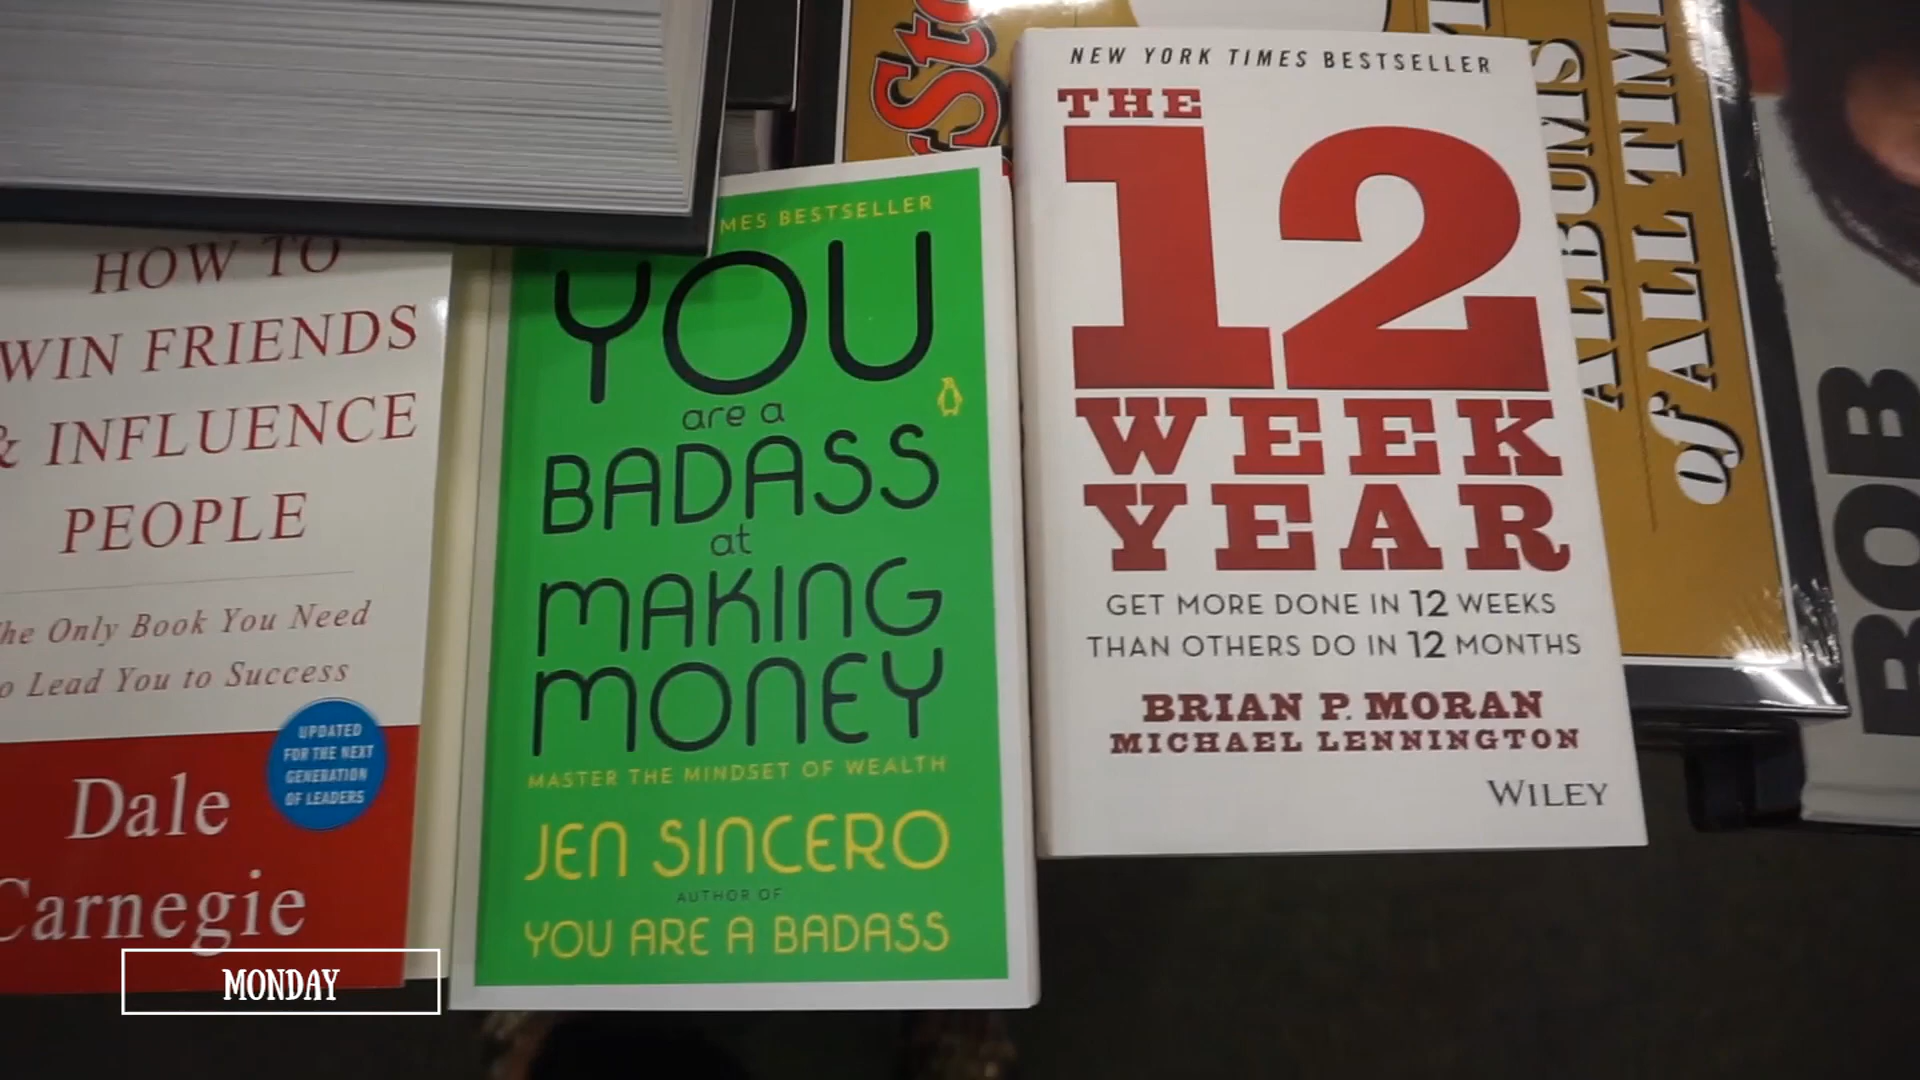 HOW TO
WIN FRIENDS
& INFLUENCE
PEOPLE
The Only Book You Need
to Lead You to Success
UPDATED
FOR THE NEXT
GENERATION
OF LEADERS
Dale
Carnegie
MONDAY
BESTSELLER
YOU
are a
BADASS
at
MAKING
MONEY
MASTER THE MINDSET OF WEALTH
JEN SINCERO
AUTHOR OF
YOU ARE A BADASS
NEW YORK TIMES BESTSELLER
THE
12
WEEK
YEAR
GET MORE DONE IN 12 WEEKS
THAN OTHERS DO IN 12 MONTHS
BRIAN P. MORAN
MICHAEL LENNINGTON
WILEY
ALBUMS
of ALL TIME
BOB